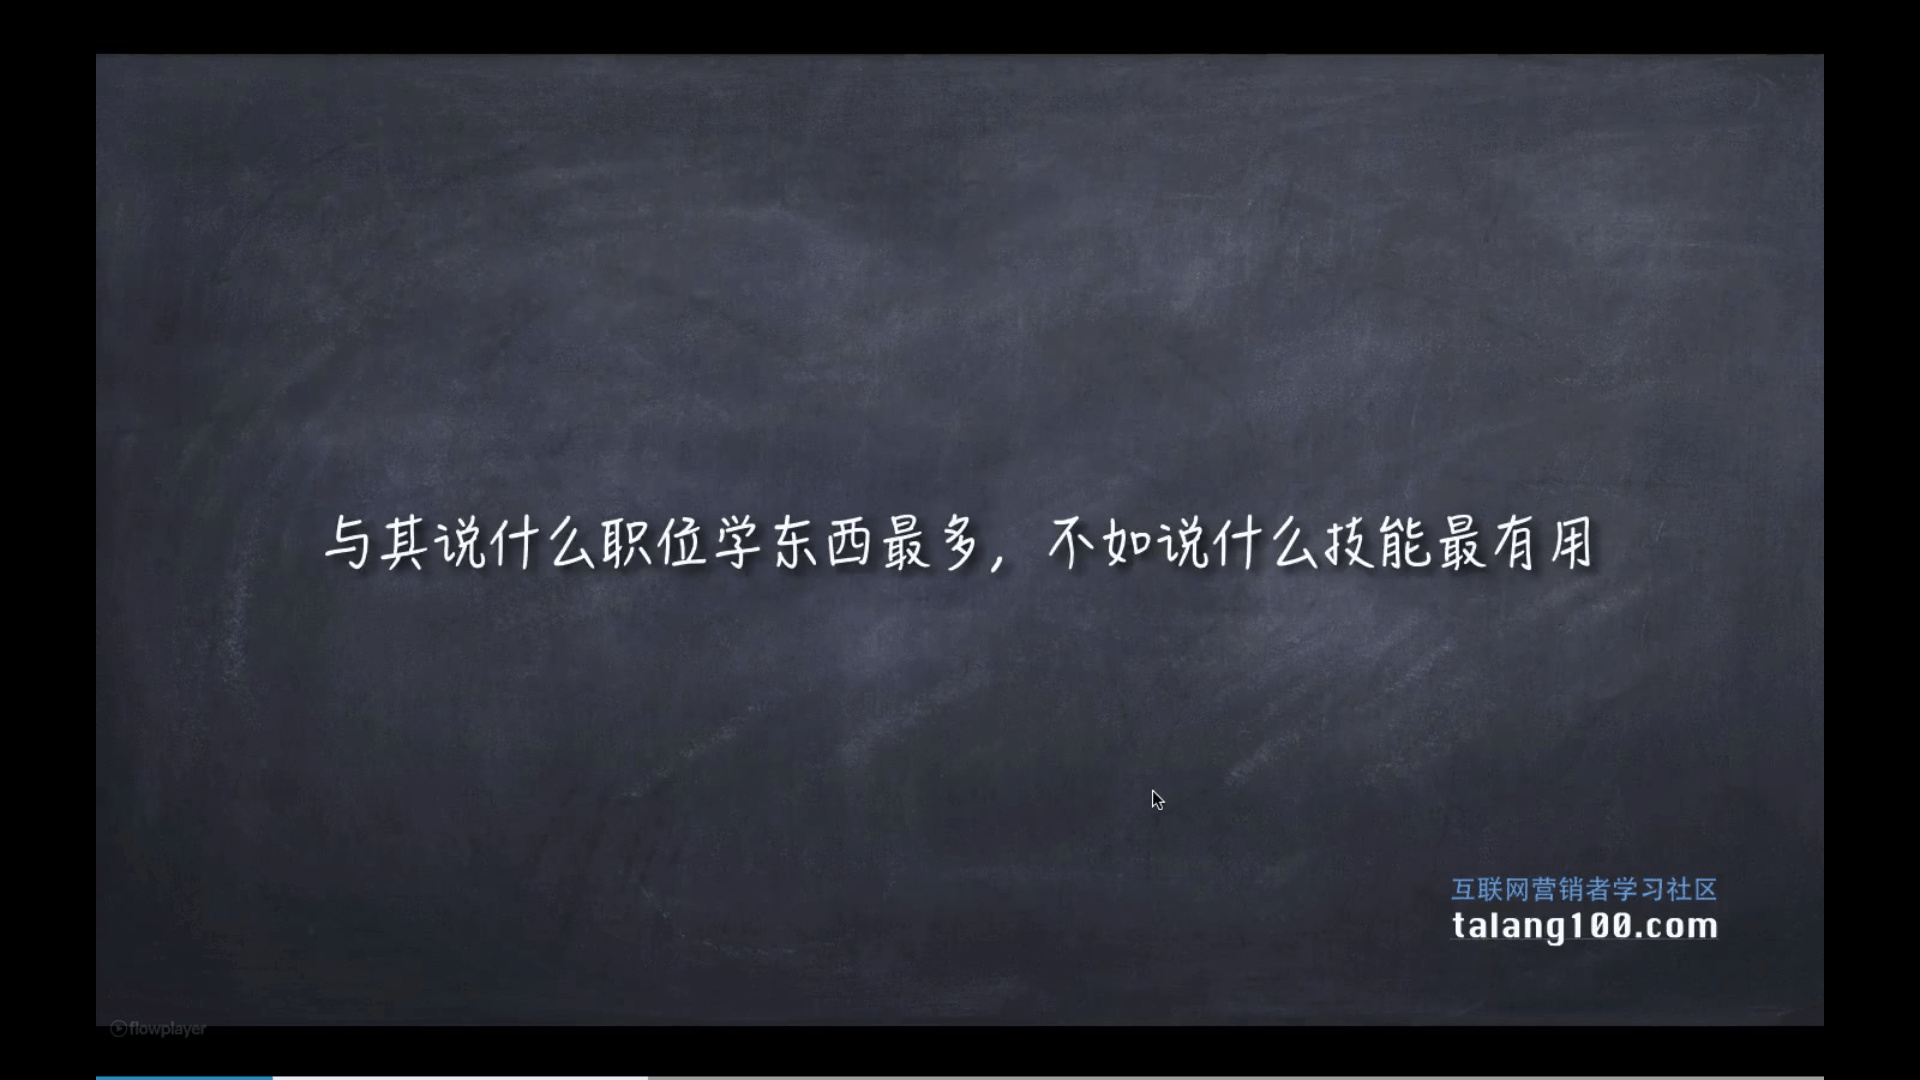 与其说什么职位学东西最多，不如说什么技能最有用
互联网营销者学习社区
talang100.com
flowplayer